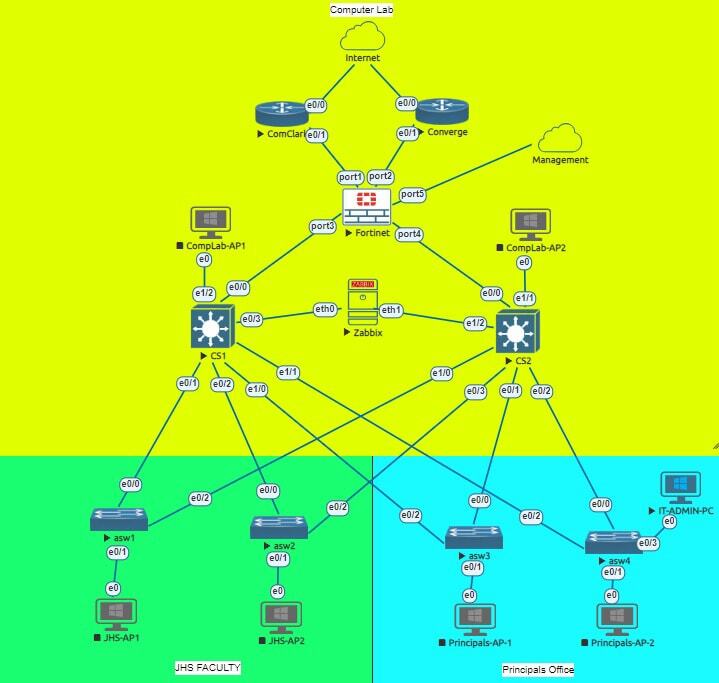 Computer Lab
Internet
e0/0
e0/0
ComClark
Converge
e0/1
e0/1
Management
port1
port2
port5
Fortinet
port3
port4
CompLab-AP1
CompLab-AP2
e0
e0
e1/2
e0/0
e0/0
e1/1
ZABBIX
e0/3
eth0
eth1
e1/2
Zabbix
CS1
CS2
e0/1
e0/2
e1/0
e1/1
e1/0
e0/3
e0/1
e0/2
e0/0
e0/0
e0/0
e0/0
IT-ADMIN-PC
e0/2
e0/2
e0/2
e0/2
e0
asw1
asw2
asw3
asw4
e0/3
e0/1
e0/1
e0/1
e0/1
e0
e0
e0
e0
JHS-AP1
JHS-AP2
Principals-AP-1
Principals-AP-2
JHS FACULTY
Principals Office